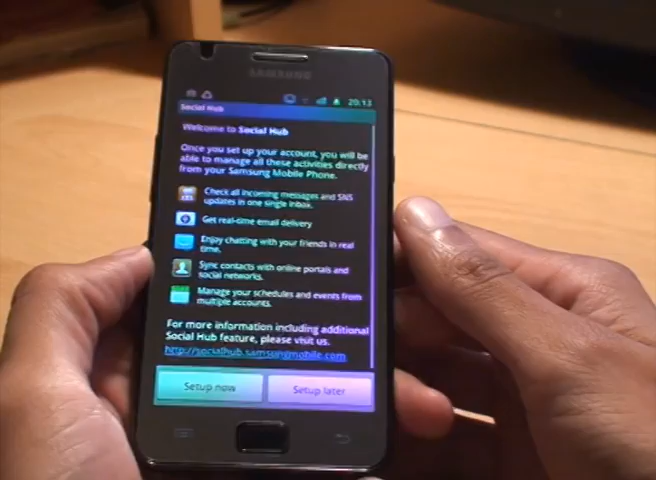 SAMSUNG
20:13
Social Hub
Welcome to Social Hub
Once you set up your account, you will be
able to manage all these activities directly
from your Samsung Mobile Phone.
Check all incoming messages and SNS
updates in one single inbox.
Get real-time email delivery
Enjoy chatting with your friends in real
time.
Sync contacts with online portals and
social networks.
Manage your schedules and events from
multiple accounts.
For more information including additional
Social Hub feature, please visit us.
http://socialhub.samsungmobile.com
Setup now
Setup later